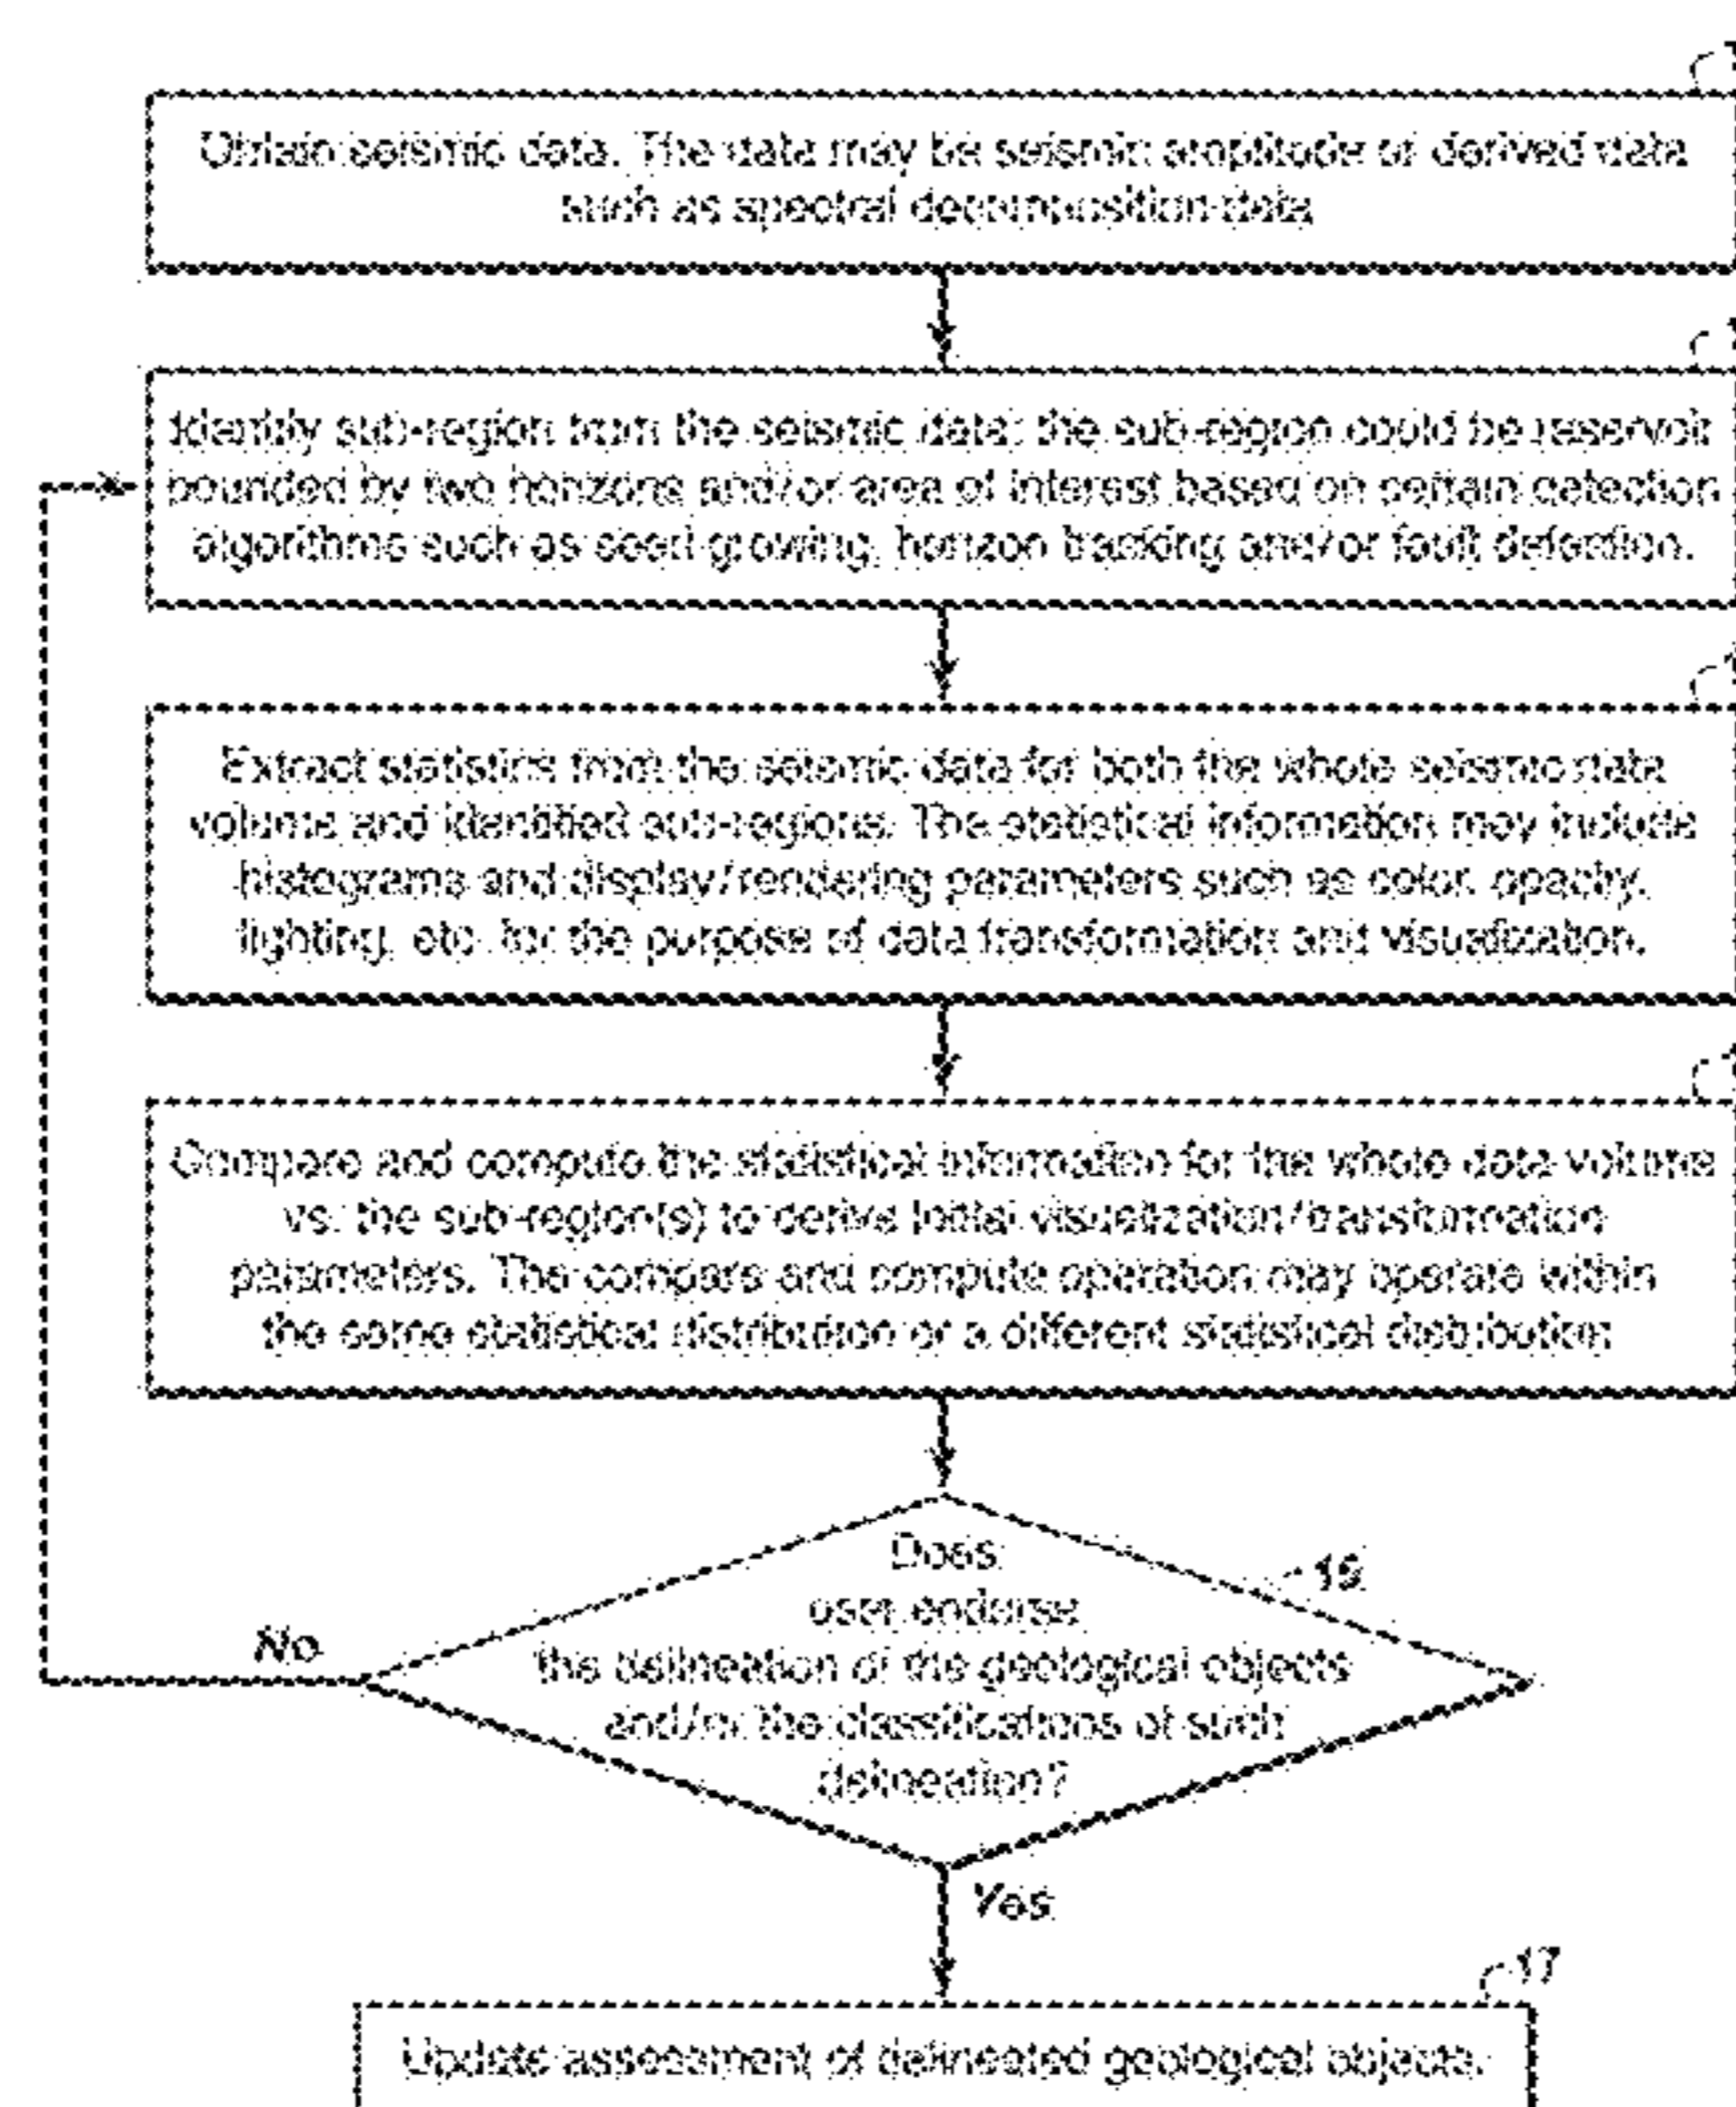 Obtain seismic data. The data may be seismic amplitude or derived data
such as spectral decomposition data
Identify sub-region from the seismic data; the sub-region could be reservoir
bounded by two horizons and/or area of interest based on certain detection
algorithms such as seed growing, horizon tracking and/or fault detection.
Extract statistics from the seismic data for both the whole seismic data
volume and identified sub-regions. The statistical information may include
histograms and display/rendering parameters such as color, opacity,
lighting, etc. for the purpose of data transformation and visualization.
Compare and compute the statistical information for the whole data volume
vs. the sub-region(s) to derive initial visualization/transformation
parameters. The compare and compute operation may operate within
the same statistical distribution or a different statistical distribution
Does
user endorse
the delineation of the geological objects
and/or the classifications of such
delineation?
No
Yes
17
Update assessment of delineated geological objects.